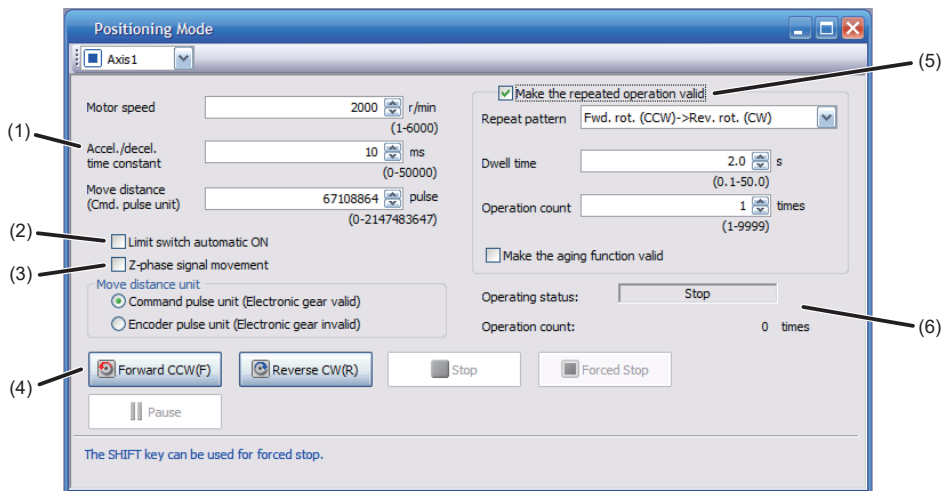 Positioning Mode
Axis1
(5)
Make the repeated operation valid
Motor speed 2000 r/min
(1-6000)
Repeat pattern Fwd. rot. (CCW)->Rev. rot. (CW)
(1)
Accel./decel.
time constant 10 ms
(0-50000)
Dwell time 2.0 s
(0.1-50.0)
Move distance
(Cmd. pulse unit) 67108864 pulse
(0-2147483647)
Operation count 1 times
(1-9999)
(2)
Limit switch automatic ON
(3)
Z-phase signal movement
Make the aging function valid
Move distance unit
Command pulse unit (Electronic gear valid)
Encoder pulse unit (Electronic gear invalid)
Operating status: Stop
Operation count: 0 times
(6)
(4)
Forward CCW(F) Reverse CW(R) Stop Forced Stop
Pause
The SHIFT key can be used for forced stop.